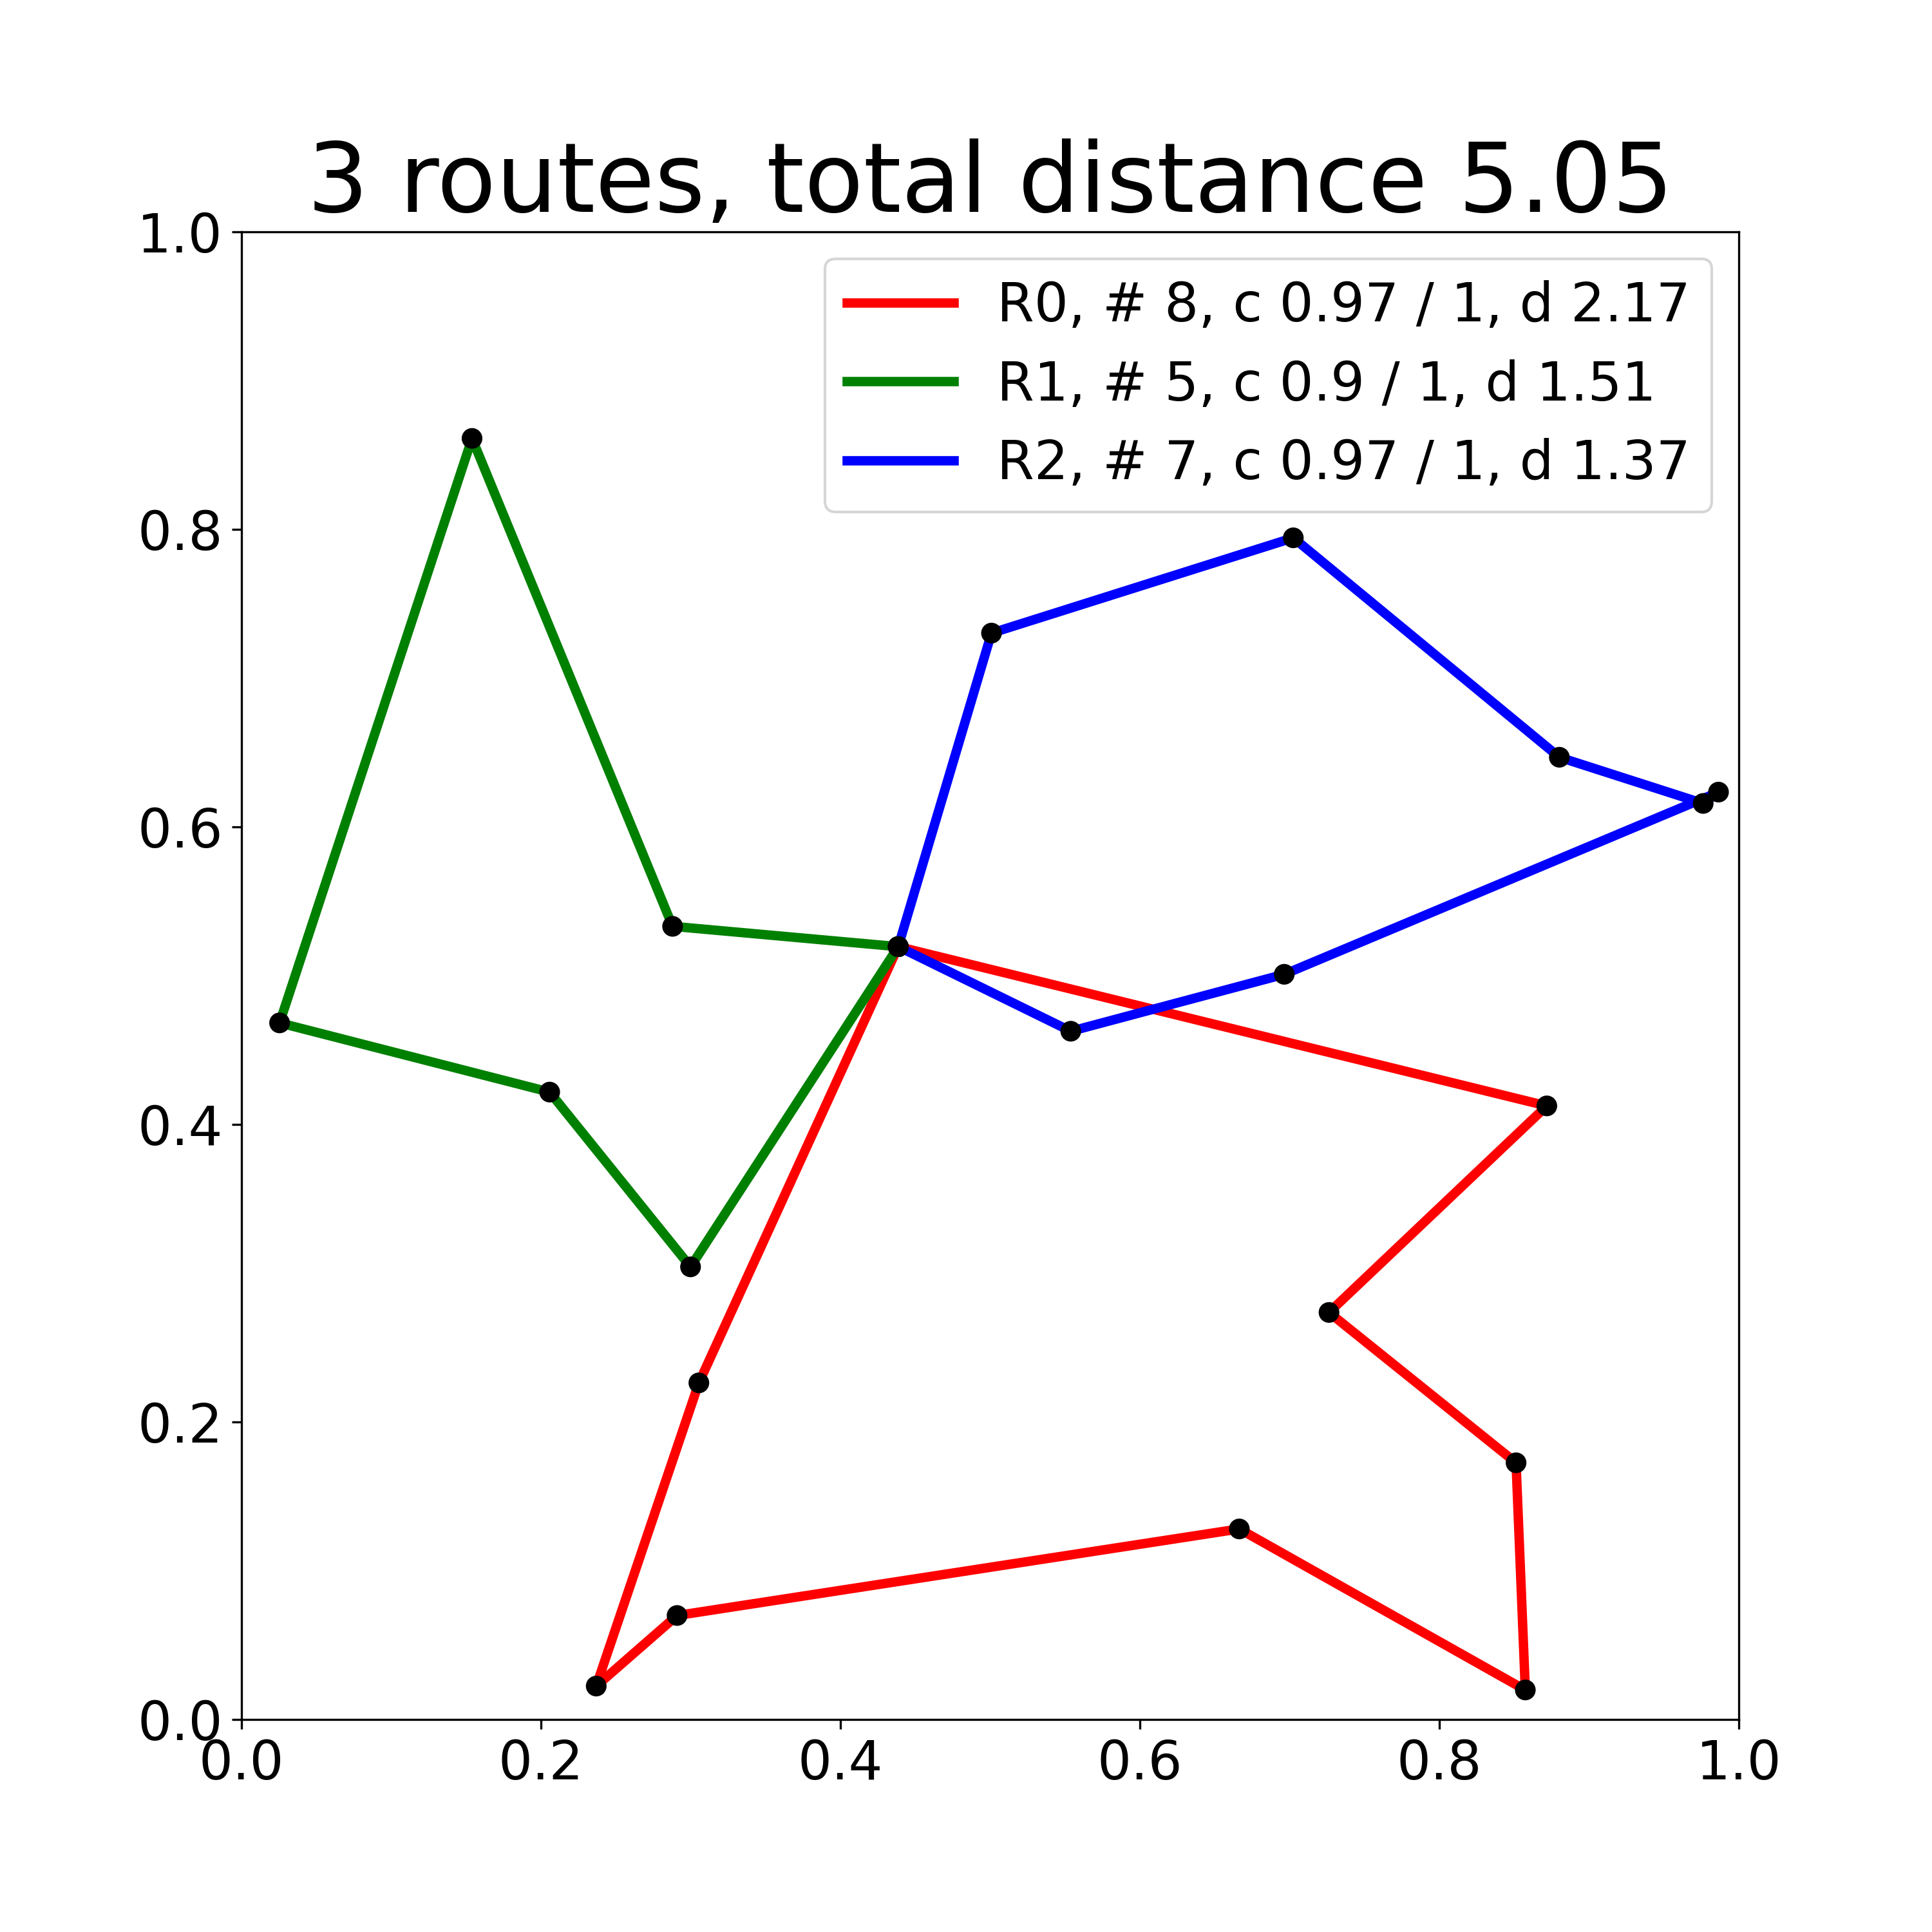 3 routes, total distance 5.05
R0, # 8, c 0.97 / 1, d 2.17
R1, # 5, c 0.9 / 1, d 1.51
R2, # 7, c 0.97 / 1, d 1.37
1.0
0.8
0.6
0.4
0.2
0.0
0.0 0.2 0.4 0.6 0.8 1.0